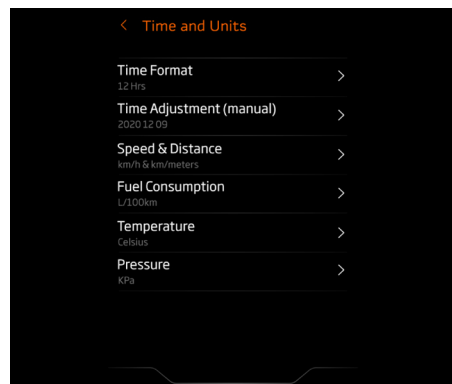 Time and Units
Time Format
12 Hrs
Time Adjustment (manual)
2020 12 09
Speed & Distance
km/h & km/meters
Fuel Consumption
L/100km
Temperature
Celsius
Pressure
KPa